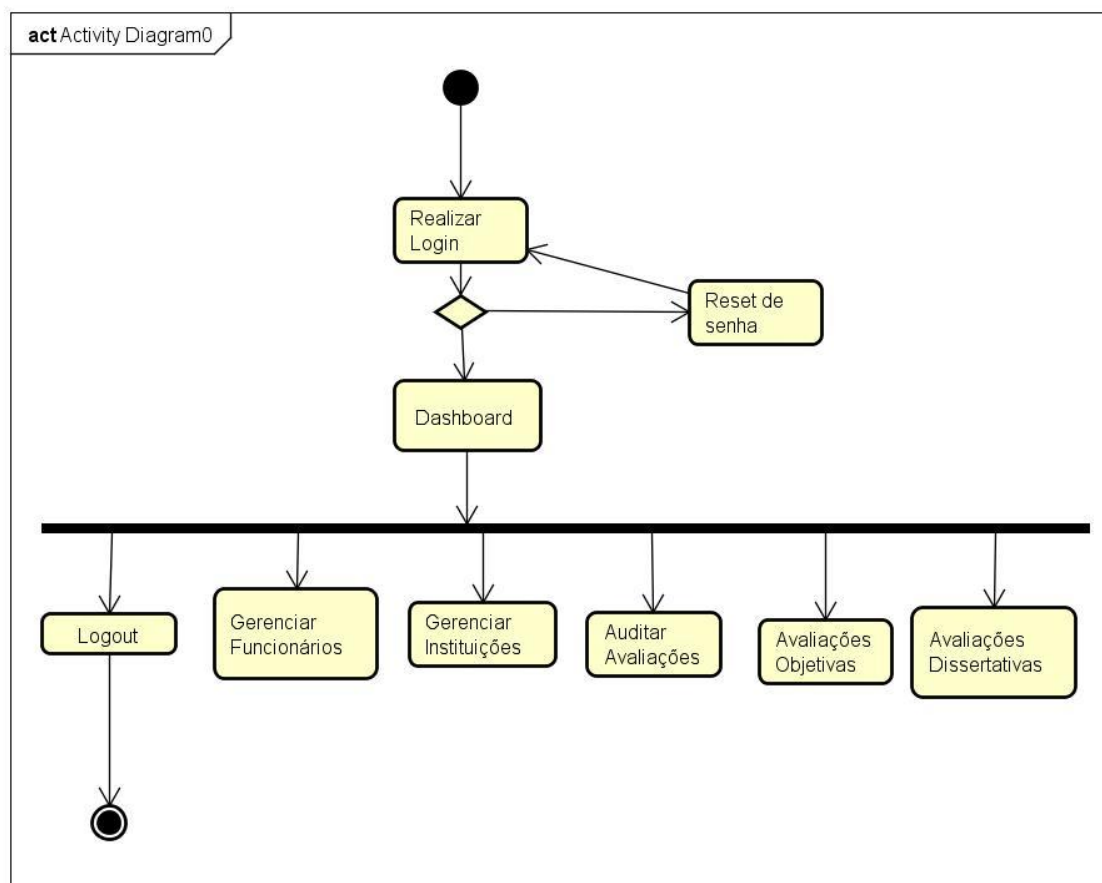 act Activity Diagram0
Realizar
Login
Reset de
senha
Dashboard
Logout
Gerenciar
Funcionários
Gerenciar
Instituições
Auditar
Avaliações
Avaliações
Objetivas
Avaliações
Dissertativas